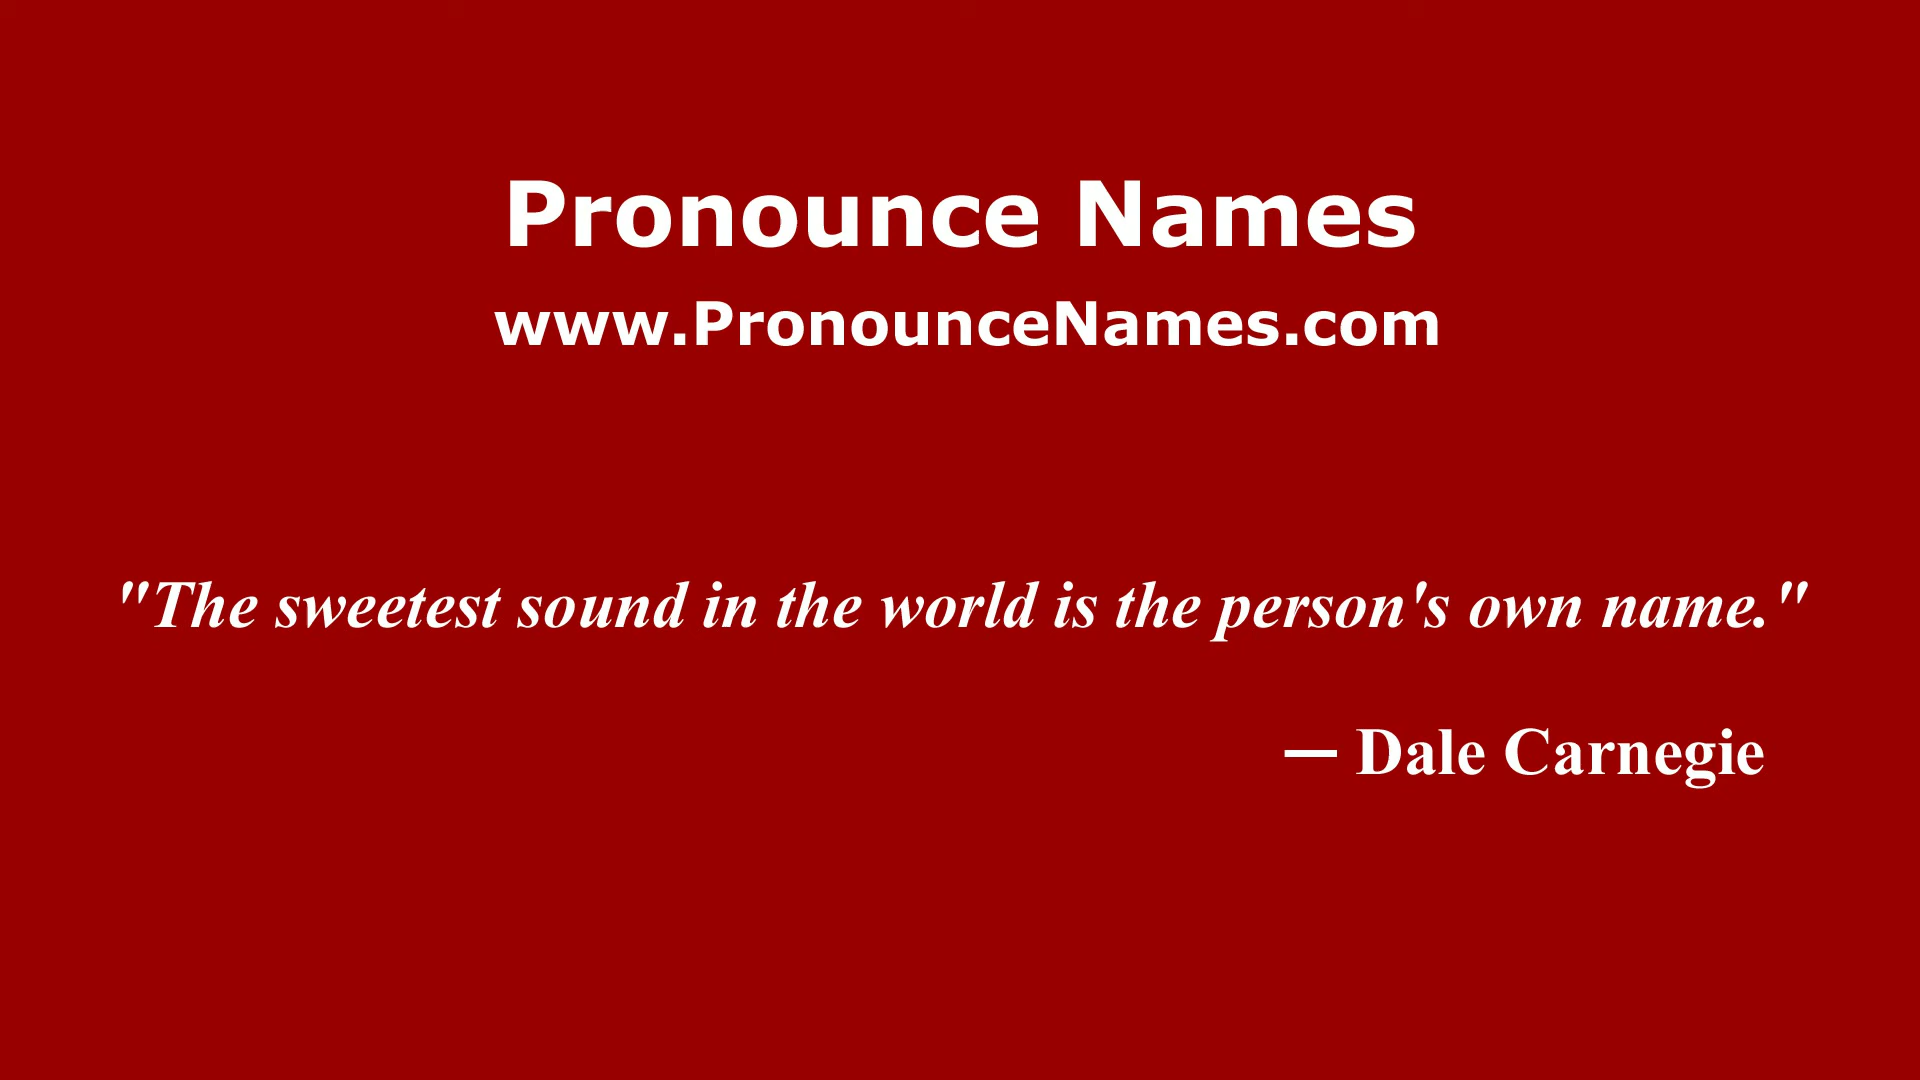 Pronounce Names
www.PronounceNames.com
"The sweetest sound in the world is the person's own name."
— Dale Carnegie